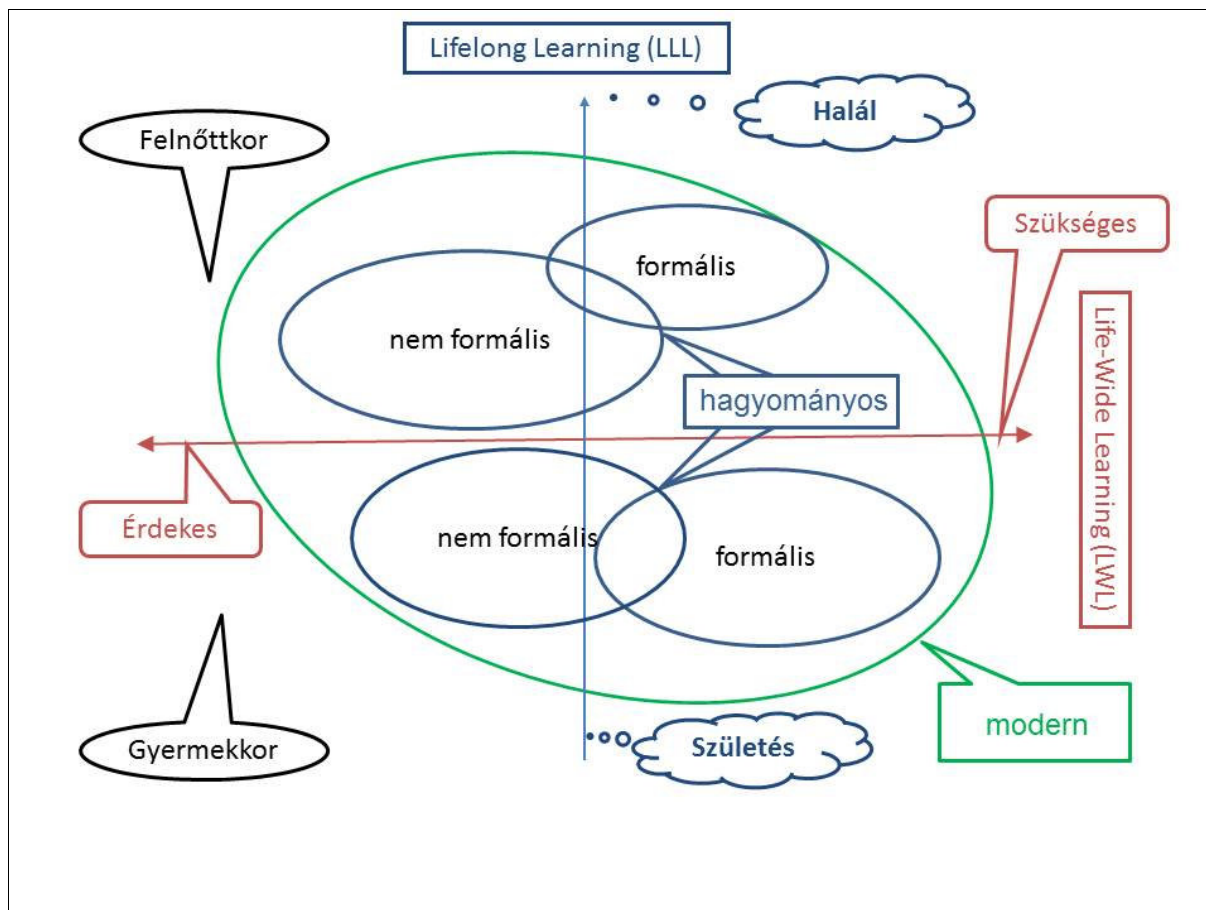 Lifelong Learning (LLL)
Halál
Felnőttkor
Szükséges
formális
nem formális
Life-Wide Learning (LWL)
hagyományos
Érdekes
nem formális
formális
modern
Gyermekkor
Születés